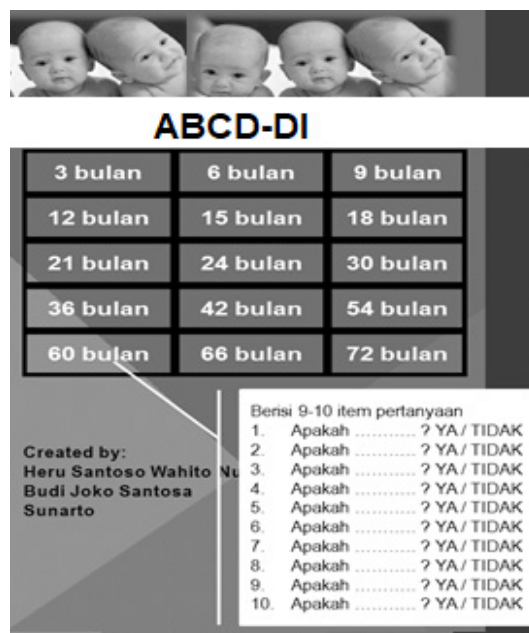 ABCD-DI
3 bulan 6 bulan 9 bulan
12 bulan 15 bulan 18 bulan
21 bulan 24 bulan 30 bulan
36 bulan 42 bulan 54 bulan
60 bulan 66 bulan 72 bulan
Created by:
Heru Santoso Wahito Nu
Budi Joko Santosa
Sunarto
Berisi 9-10 item pertanyaan
1. Apakah ........... ? YA / TIDAK
2. Apakah ........... ? YA / TIDAK
3. Apakah ........... ? YA / TIDAK
4. Apakah ........... ? YA / TIDAK
5. Apakah ........... ? YA / TIDAK
6. Apakah ........... ? YA / TIDAK
7. Apakah ........... ? YA / TIDAK
8. Apakah ........... ? YA / TIDAK
9. Apakah ........... ? YA / TIDAK
10. Apakah ........... ? YA / TIDAK